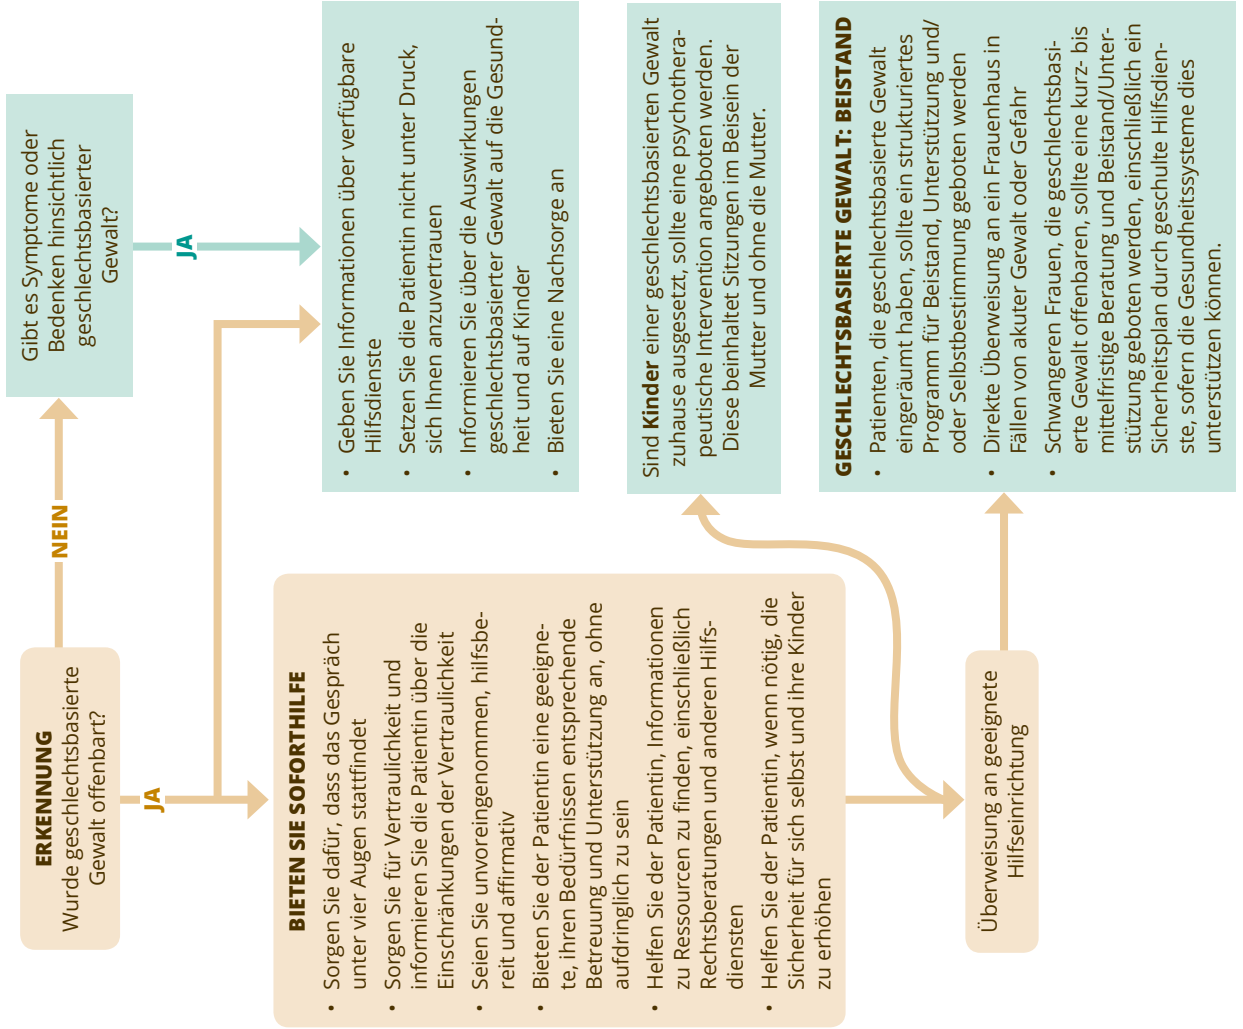 ERKENNUNG
Wurde geschlechtsbasierte
Gewalt offenbart?
NEIN
Gibt es Symptome oder
Bedenken hinsichtlich
geschlechtsbasierter
Gewalt?
JA
JA
BIETEN SIE SOFORTHILFE
• Sorgen Sie dafür, dass das Gespräch
unter vier Augen stattfindet
• Sorgen Sie für Vertraulichkeit und
informieren Sie die Patientin über die
Einschränkungen der Vertraulichkeit
• Seien Sie unvoreingenommen, hilfsbe-
reit und affirmativ
• Bieten Sie der Patientin eine geeigne-
te, ihren Bedürfnissen entsprechende
Betreuung und Unterstützung an, ohne
aufdringlich zu sein
• Helfen Sie der Patientin, Informationen
zu Ressourcen zu finden, einschließlich
Rechtsberatungen und anderen Hilfs-
diensten
• Helfen Sie der Patientin, wenn nötig, die
Sicherheit für sich selbst und ihre Kinder
zu erhöhen
• Geben Sie Informationen über verfügbare
Hilfsdienste
• Setzen Sie die Patientin nicht unter Druck,
sich Ihnen anzuvertrauen
• Informieren Sie über die Auswirkungen
geschlechtsbasierter Gewalt auf die Gesund-
heit und auf Kinder
• Bieten Sie eine Nachsorge an
Sind Kinder einer geschlechtsbasierten Gewalt
zuhause ausgesetzt, sollte eine psychothera-
peutische Intervention angeboten werden.
Diese beinhaltet Sitzungen im Beisein der
Mutter und ohne die Mutter.
Überweisung an geeignete
Hilfseinrichtung
GESCHLECHTSBASIERTE GEWALT: BEISTAND
• Patienten, die geschlechtsbasierte Gewalt
eingeräumt haben, sollte ein strukturiertes
Programm für Beistand, Unterstützung und/
oder Selbstbestimmung geboten werden
• Direkte Überweisung an ein Frauenhaus in
Fällen von akuter Gewalt oder Gefahr
• Schwangeren Frauen, die geschlechtsbasi-
erte Gewalt offenbaren, sollte eine kurz- bis
mittelfristige Beratung und Beistand/Unter-
stützung geboten werden, einschließlich ein
Sicherheitsplan durch geschulte Hilfsdien-
ste, sofern die Gesundheitssysteme dies
unterstützen können.